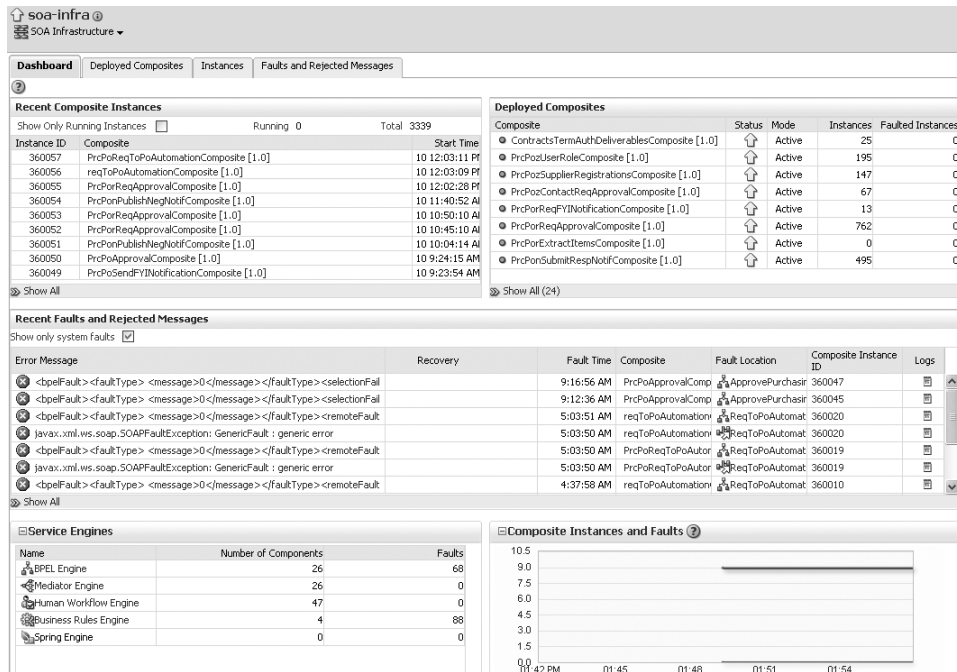 soa-infra
SOA Infrastructure
Dashboard Deployed Composites Instances Faults and Rejected Messages
Recent Composite Instances
Show Only Running Instances Running 0 Total 3339
Instance ID Composite Start Time
360057 PrcPoReqToPoAutomationComposite [1.0] 10 12:03:11 PM
360056 reqToPoAutomationComposite [1.0] 10 12:03:09 PM
360055 PrcPorReqApprovalComposite [1.0] 10 12:02:28 PM
360054 PrcPonPublishNegNotifComposite [1.0] 10 11:40:52 A
360053 PrcPorReqApprovalComposite [1.0] 10 10:50:10 A
360052 PrcPorReqApprovalComposite [1.0] 10 10:45:10 A
360051 PrcPonPublishNegNotifComposite [1.0] 10 10:04:14 A
360050 PrcPoApprovalComposite [1.0] 10 9:24:15 AM
360049 PrcPoSendFYINotificationComposite [1.0] 10 9:23:54 AM
Show All
Deployed Composites
Composite Status Mode Instances Faulted Instances
ContractsTermAuthDeliverablesComposite [1.0] Active 25 0
PrcPozUserRoleComposite [1.0] Active 195 0
PrcPozSupplierRegistrationsComposite [1.0] Active 147 0
PrcPozContactReqApprovalComposite [1.0] Active 67 0
PrcPorReqFYINotificationComposite [1.0] Active 13 0
PrcPorReqApprovalComposite [1.0] Active 762 0
PrcPorExtractItemsComposite [1.0] Active 0 0
PrcPonSubmitRespNotifComposite [1.0] Active 495 0
Show All (24)
Recent Faults and Rejected Messages
Show only system faults
Error Message Recovery Fault Time Composite Fault Location Composite Instance ID Logs
<bpelFault><faultType> <message>0</message></faultType><selectionFail 9:16:56 AM PrcPoApprovalComp ApprovePurchasin 360047
<bpelFault><faultType> <message>0</message></faultType><selectionFail 9:12:36 AM PrcPoApprovalComp ApprovePurchasin 360045
<bpelFault><faultType> <message>0</message></faultType><remoteFault 5:03:51 AM reqToPoAutomation ReqToPoAutomat 360020
javax.xml.ws.soap.SOAPFaultException: GenericFault : generic error 5:03:50 AM reqToPoAutomation ReqToPoAutomat 360020
<bpelFault><faultType> <message>0</message></faultType><remoteFault 5:03:50 AM PrcPoReqToPoAutor ReqToPoAutomat 360019
javax.xml.ws.soap.SOAPFaultException: GenericFault : generic error 5:03:50 AM PrcPoReqToPoAutor ReqToPoAutomat 360019
<bpelFault><faultType> <message>0</message></faultType><remoteFault 4:37:58 AM reqToPoAutomation ReqToPoAutomat 360010
Show All
Service Engines
Name Number of Components Faults
BPEL Engine 26 68
Mediator Engine 26 0
Human Workflow Engine 47 0
Business Rules Engine 4 88
Spring Engine 0 0
Composite Instances and Faults
10.5
9.0
7.5
6.0
4.5
3.0
1.5
0.0
01:42 PM 01:45 01:48 01:51 01:54